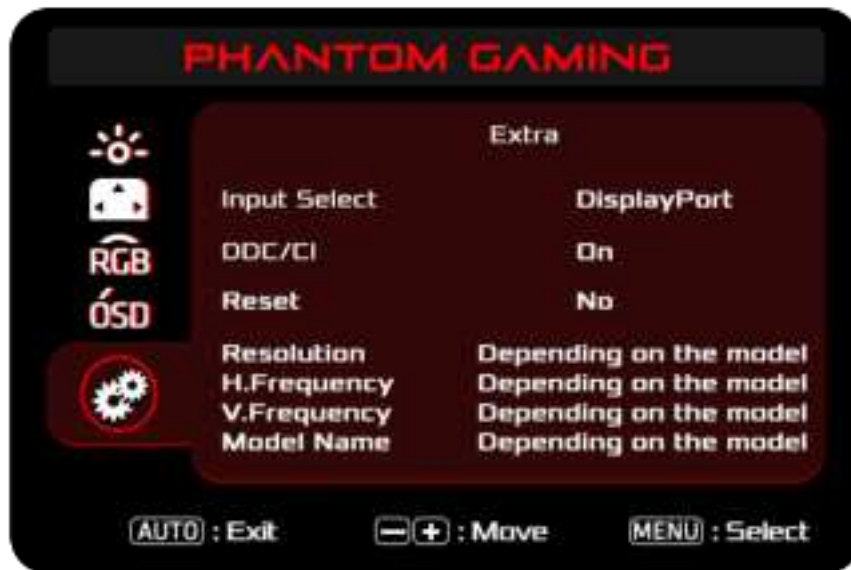 PHANTOM GAMING
Extra
Input Select DisplayPort
DDC/CI On
RGB
Reset No
OSD
Resolution Depending on the model
H.Frequency Depending on the model
V.Frequency Depending on the model
Model Name Depending on the model
AUTO : Exit - + : Move MENU : Select